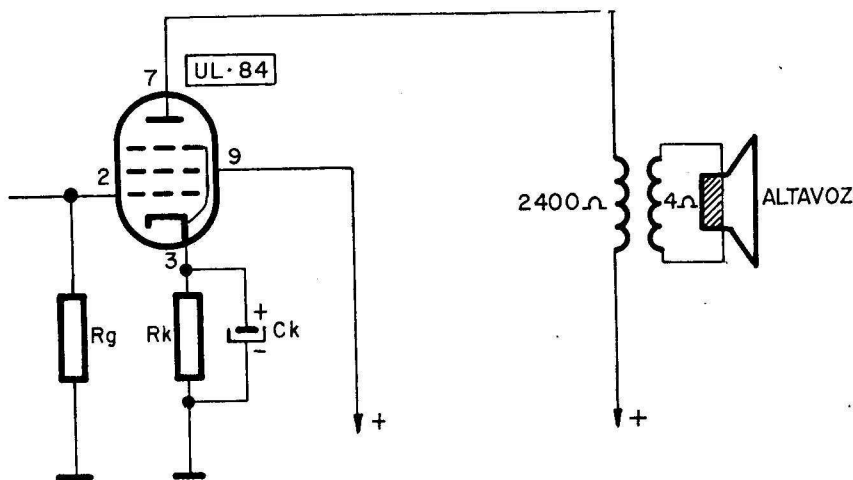 7
UL·84
2
9
3
Rg
Rk
+
-
Ck
+
2400Ω
4Ω
ALTAVOZ
+